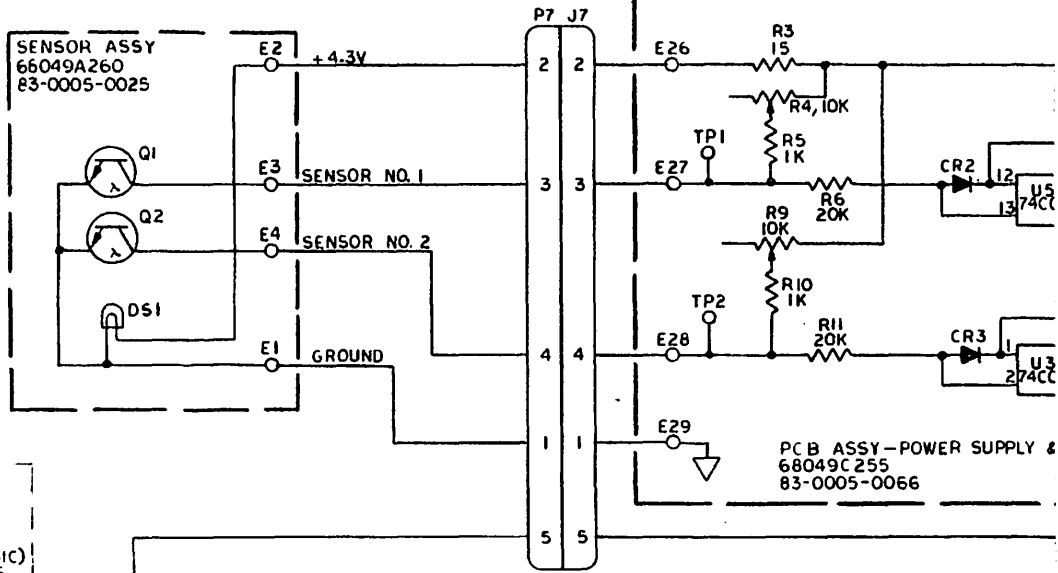 P7 J7
SENSOR ASSY
66049A260
83-0005-0025
E2
+4.3V
2 2
E26
R3
15
R4, 10K
Q1
λ
E3
SENSOR NO. 1
3 3
E27
TP1
R5
1K
R6
20K
CR2
12
13
U5
74C
Q2
λ
E4
SENSOR NO. 2
R9
10K
R10
1K
DS1
TP2
E1
GROUND
4 4
E28
R11
20K
CR3
1
2
U3
74C
1 1
E29
PCB ASSY-POWER SUPPLY &
68049C255
83-0005-0066
5 5
IC)